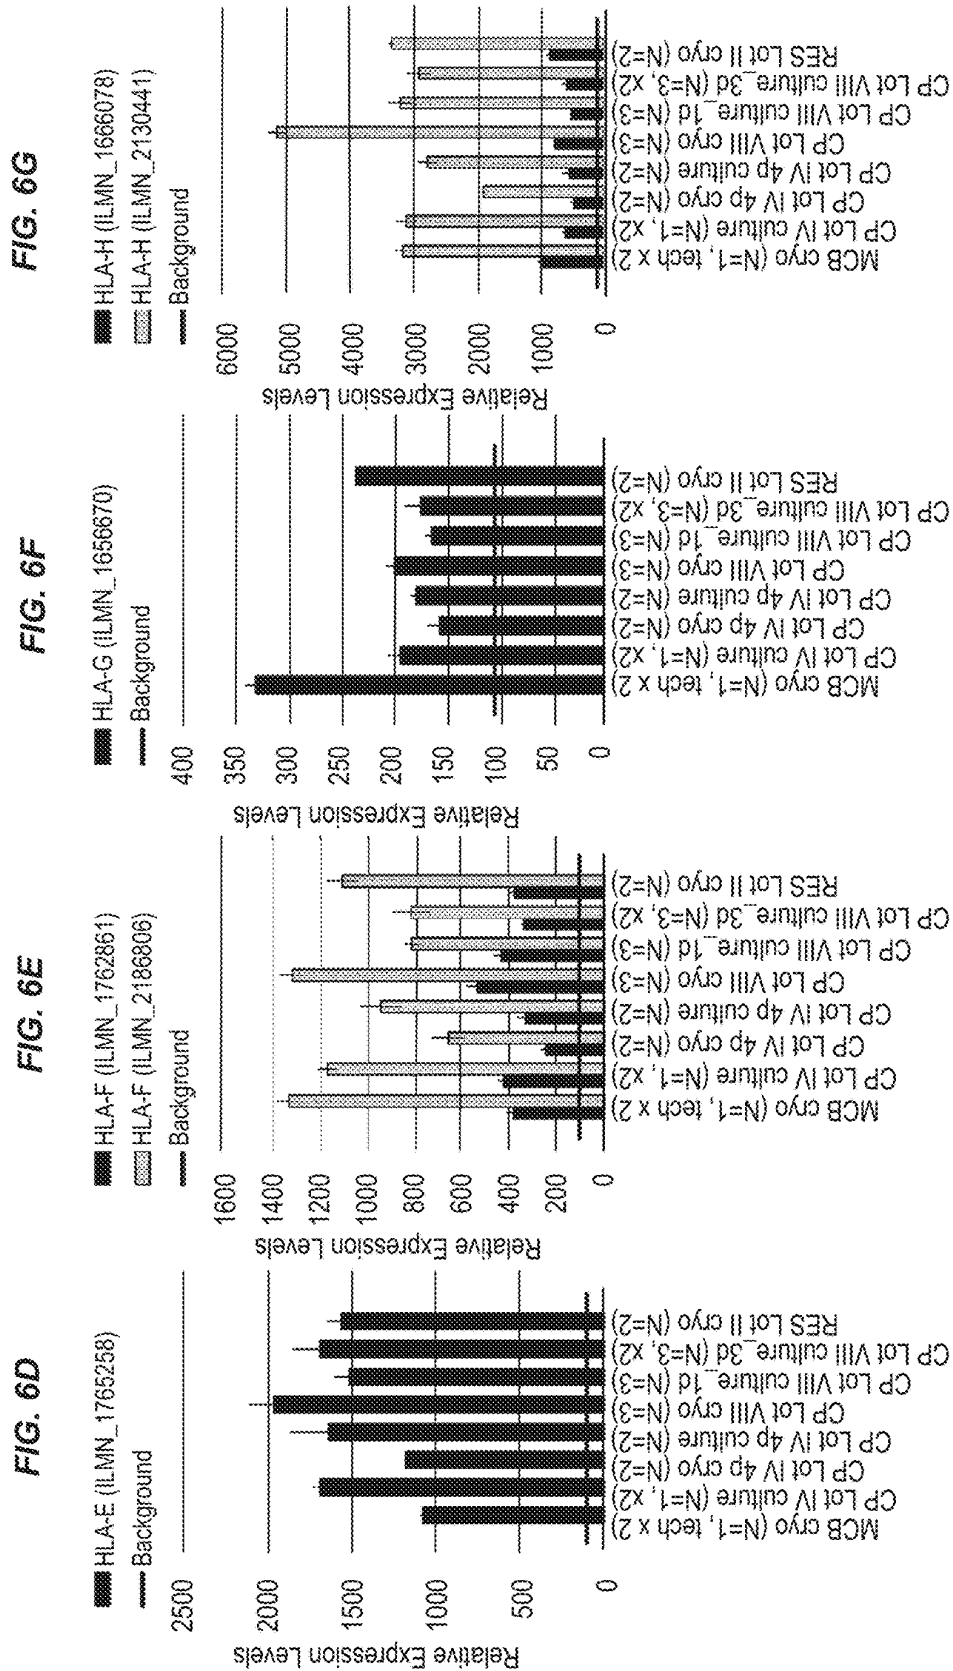 FIG. 6D
HLA-E (ILMN_1765258)
Background
Relative Expression Levels
2500
2000
1500
1000
500
0
MCB cryo (N=1, tech x 2)
CP Lot IV culture (N=1, x2)
CP Lot IV 4p cryo (N=2)
CP Lot IV 4p culture (N=2)
CP Lot VIII cryo (N=3)
CP Lot VIII culture_1d (N=3)
CP Lot VIII culture_3d (N=3, x2)
RES Lot II cryo (N=2)
FIG. 6E
HLA-F (ILMN_1762861)
HLA-F (ILMN_2186806)
Background
Relative Expression Levels
1600
1400
1200
1000
800
600
400
200
0
MCB cryo (N=1, tech x 2)
CP Lot IV culture (N=1, x2)
CP Lot IV 4p cryo (N=2)
CP Lot IV 4p culture (N=2)
CP Lot VIII cryo (N=3)
CP Lot VIII culture_1d (N=3)
CP Lot VIII culture_3d (N=3, x2)
RES Lot II cryo (N=2)
FIG. 6F
HLA-G (ILMN_1656670)
Background
Relative Expression Levels
400
350
300
250
200
150
100
50
0
MCB cryo (N=1, tech x 2)
CP Lot IV culture (N=1, x2)
CP Lot IV 4p cryo (N=2)
CP Lot IV 4p culture (N=2)
CP Lot VIII cryo (N=3)
CP Lot VIII culture_1d (N=3)
CP Lot VIII culture_3d (N=3, x2)
RES Lot II cryo (N=2)
FIG. 6G
HLA-H (ILMN_1666078)
HLA-H (ILMN_2130441)
Background
Relative Expression Levels
6000
5000
4000
3000
2000
1000
0
MCB cryo (N=1, tech x 2)
CP Lot IV culture (N=1, x2)
CP Lot IV 4p cryo (N=2)
CP Lot IV 4p culture (N=2)
CP Lot VIII cryo (N=3)
CP Lot VIII culture_1d (N=3)
CP Lot VIII culture_3d (N=3, x2)
RES Lot II cryo (N=2)